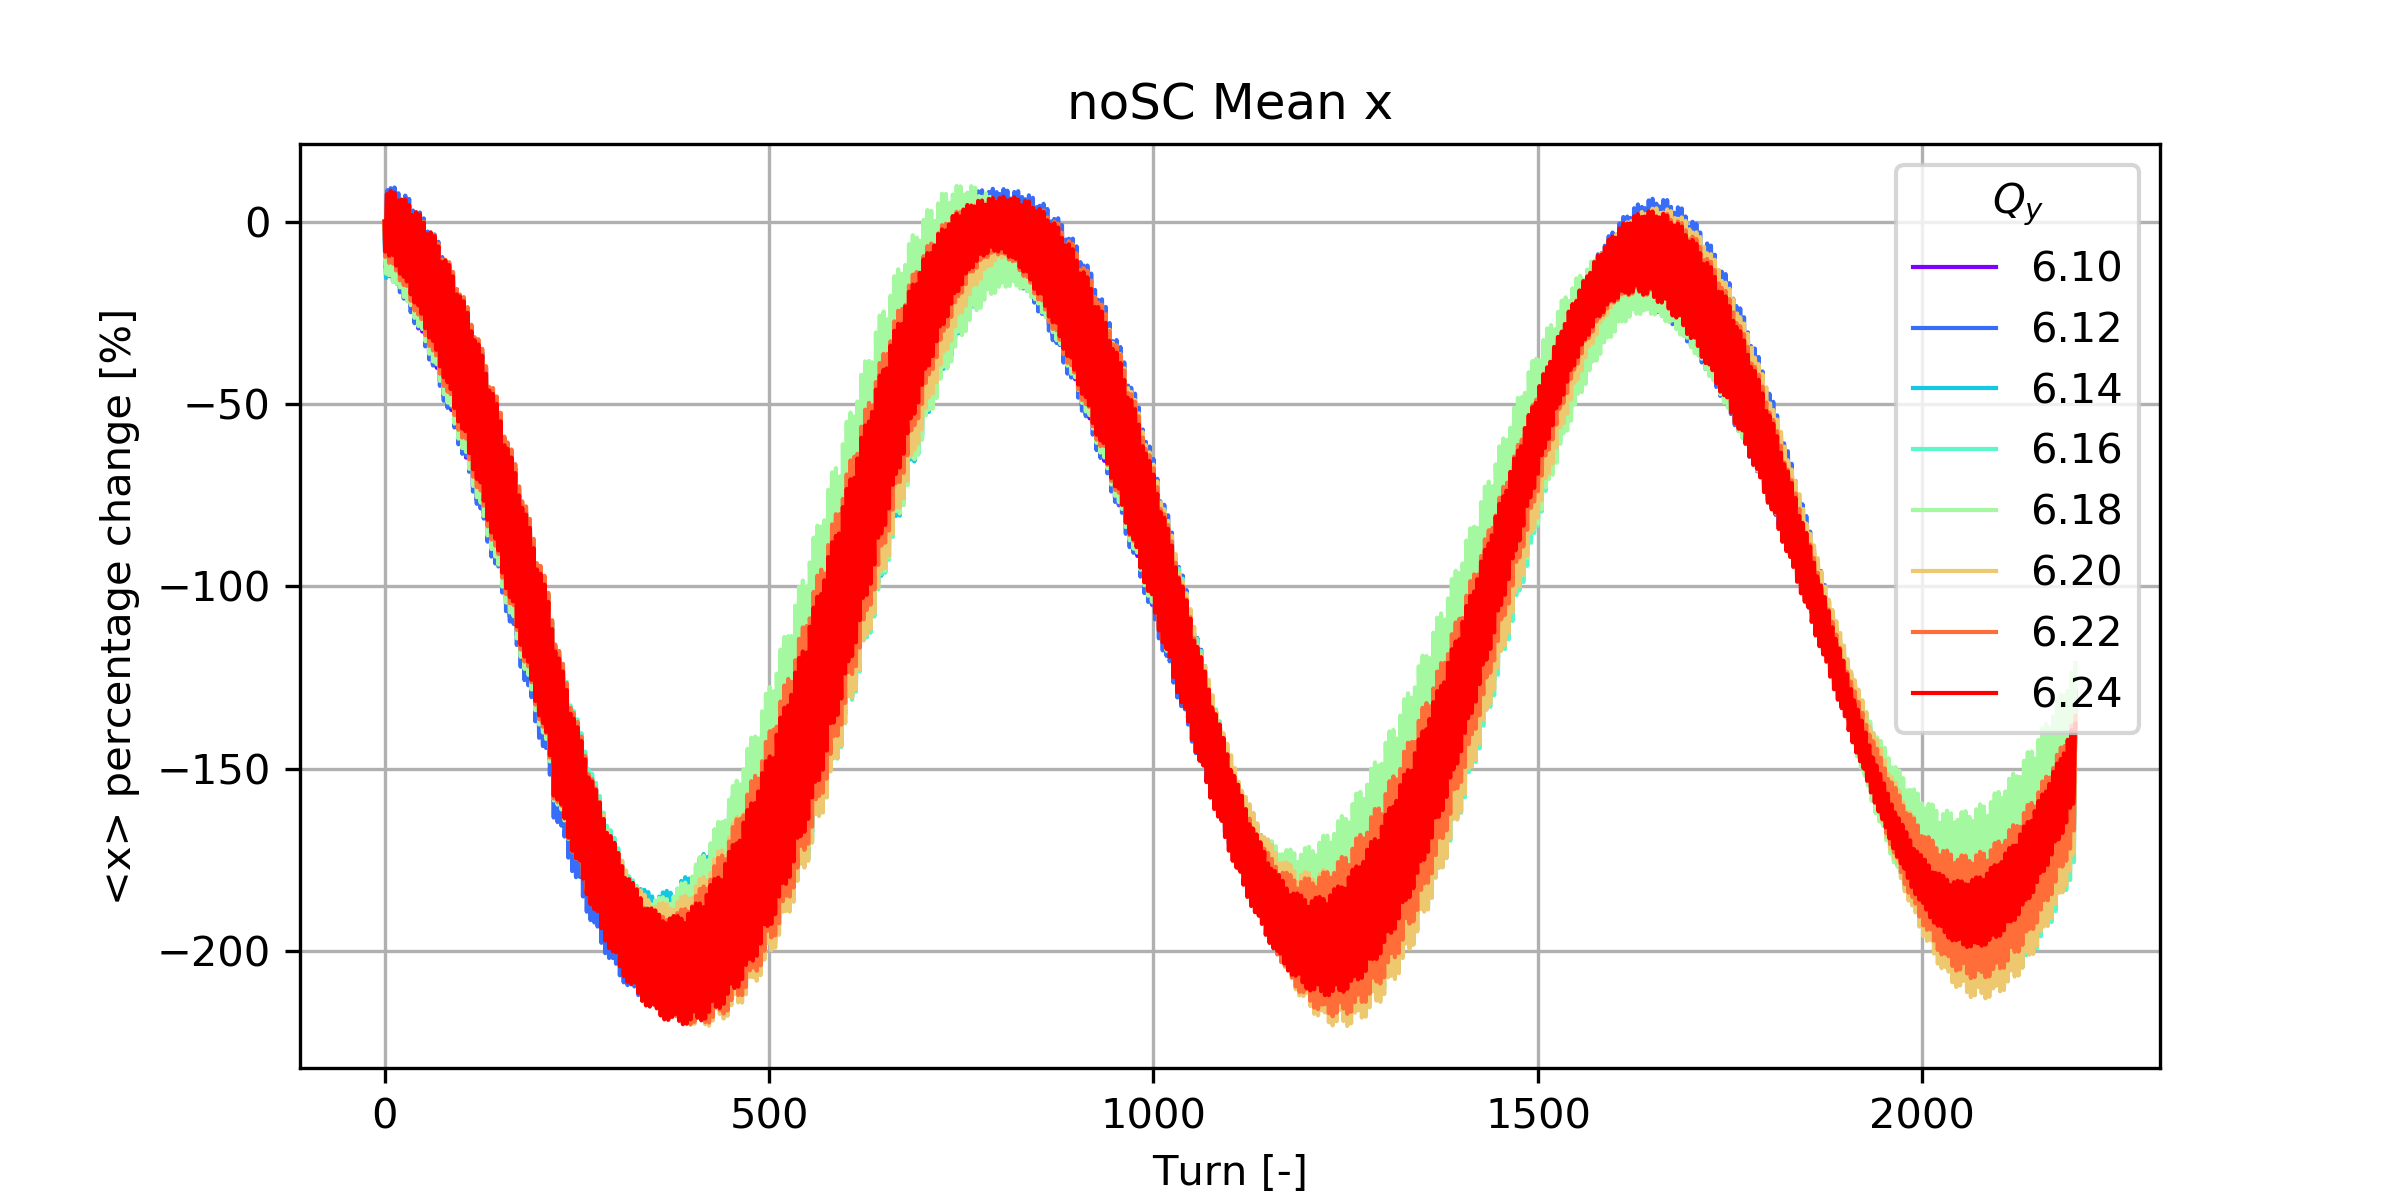 noSC Mean x
<x> percentage change [%]
0
−50
−100
−150
−200
Q_y
6.10
6.12
6.14
6.16
6.18
6.20
6.22
6.24
0 500 1000 1500 2000
Turn [-]